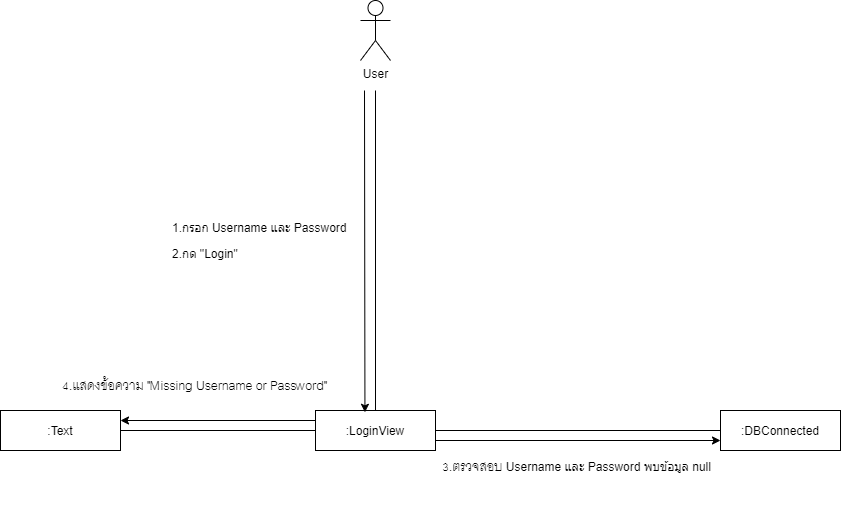 User
1.กรอก Username และ Password
2.กด "Login"
4.แสดงข้อความ "Missing Username or Password"
:Text
:LoginView
:DBConnected
3.ตรวจสอบ Username และ Password พบข้อมูล null